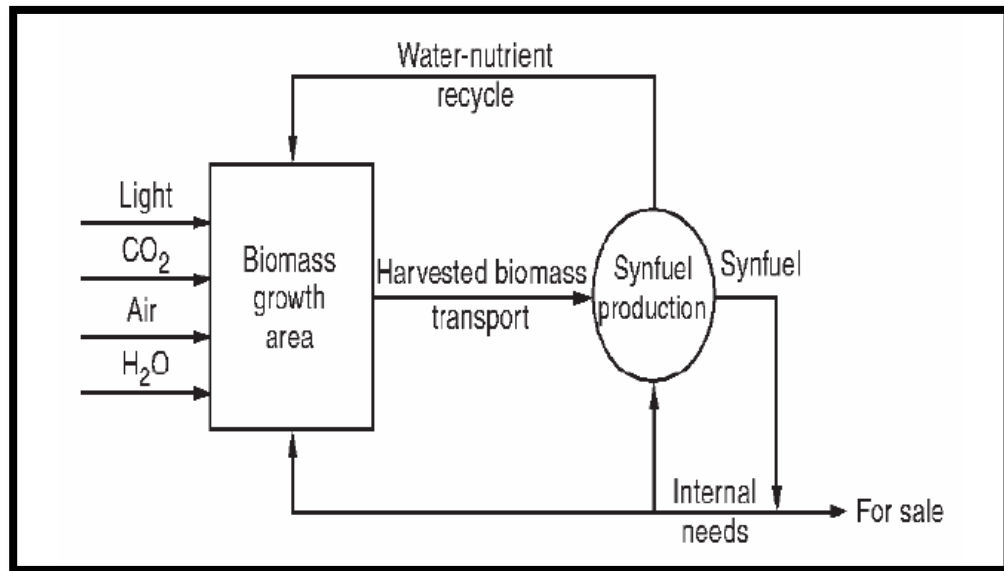 Water-nutrient
recycle
Light
CO₂
Air
H₂O
Biomass
growth
area
Harvested biomass
transport
Synfuel
production
Synfuel
Internal
needs
For sale